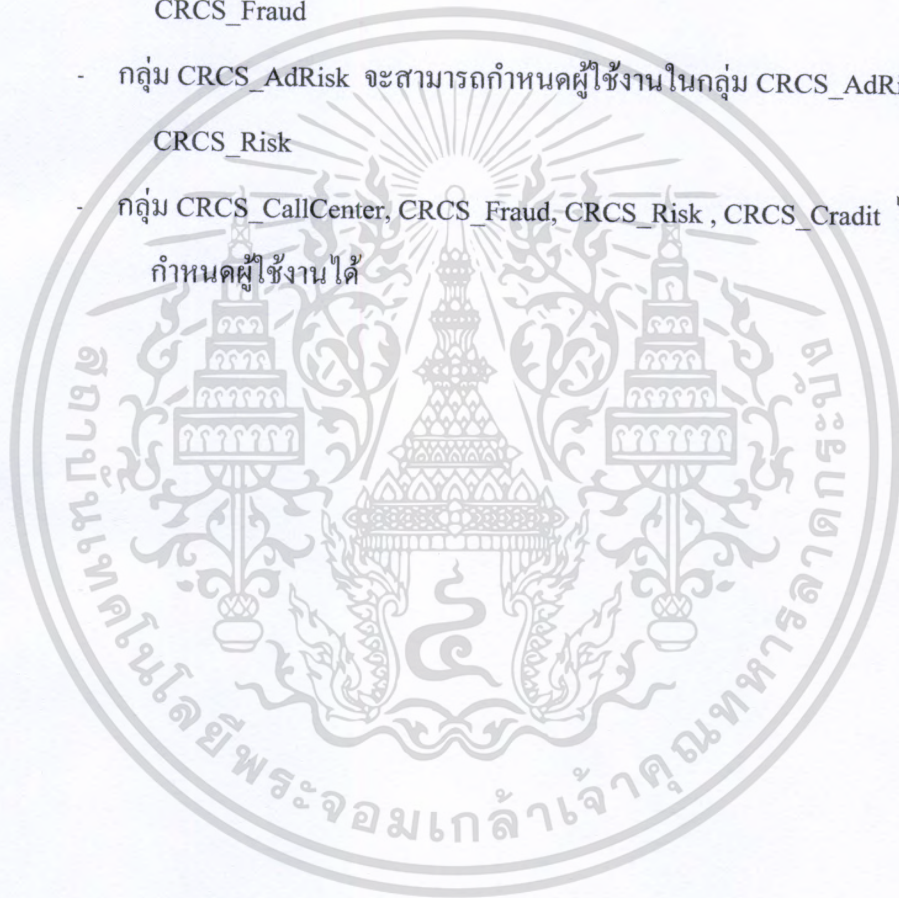 CRCS_Fraud
- กลุ่ม CRCS_AdRisk จะสามารถกำหนดผู้ใช้งานในกลุ่ม CRCS_AdRi
CRCS_Risk
- กลุ่ม CRCS_CallCenter, CRCS_Fraud, CRCS_Risk , CRCS_Cradit
กำหนดผู้ใช้งานได้
สถาบันเทคโนโลยีพระจอมเกล้าเจ้าคุณทหารลาดกระบัง